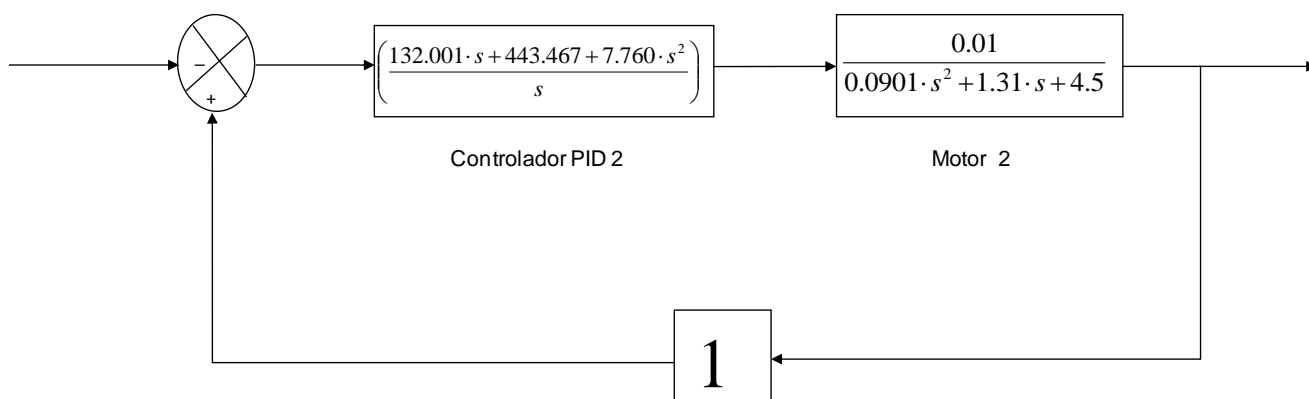 −
+
(132.001·s+443.467+7.760·s²
s)
0.01
0.0901·s²+1.31·s+4.5
Controlador PID 2
Motor 2
1